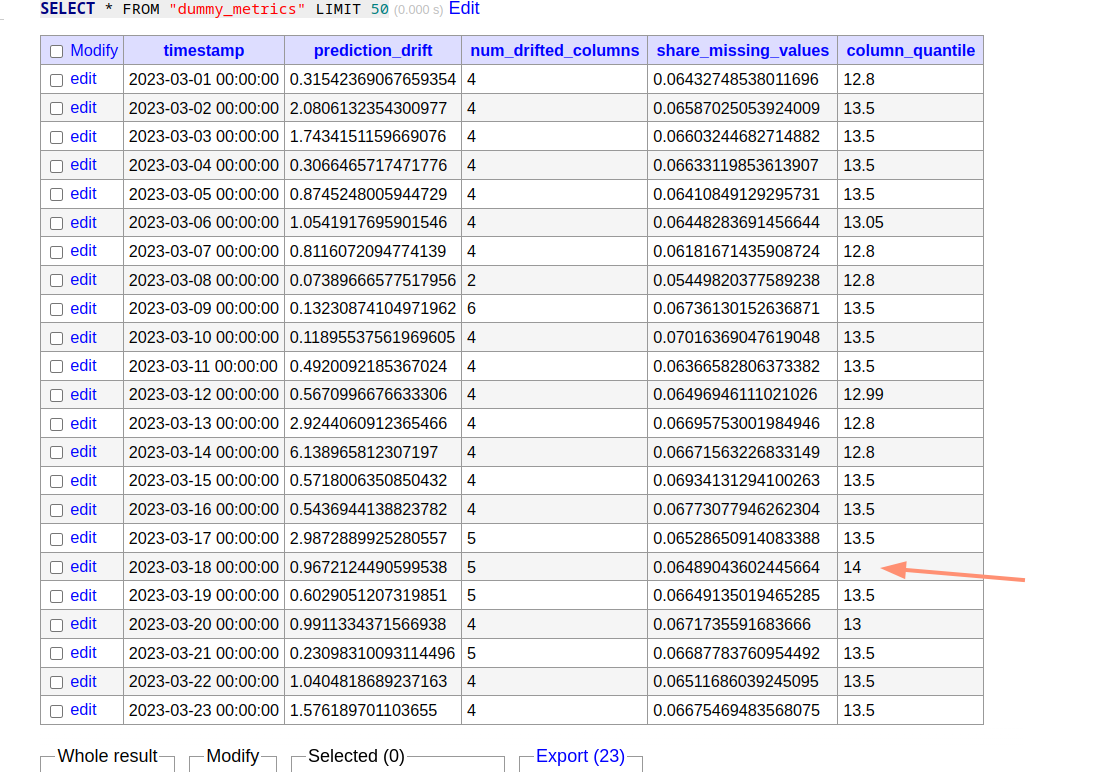 SELECT * FROM "dummy_metrics" LIMIT 50 (0.000 s) Edit
Modify timestamp prediction_drift num_drifted_columns share_missing_values column_quantile
edit 2023-03-01 00:00:00 0.31542369067659354 4 0.06432748538011696 12.8
edit 2023-03-02 00:00:00 2.0806132354300977 4 0.06587025053924009 13.5
edit 2023-03-03 00:00:00 1.7434151159669076 4 0.06603244682714882 13.5
edit 2023-03-04 00:00:00 0.3066465717471776 4 0.06633119853613907 13.5
edit 2023-03-05 00:00:00 0.8745248005944729 4 0.06410849129295731 13.5
edit 2023-03-06 00:00:00 1.0541917695901546 4 0.06448283691456644 13.05
edit 2023-03-07 00:00:00 0.8116072094774139 4 0.06181671435908724 12.8
edit 2023-03-08 00:00:00 0.07389666577517956 2 0.05449820377589238 12.8
edit 2023-03-09 00:00:00 0.13230874104971962 6 0.06736130152636871 13.5
edit 2023-03-10 00:00:00 0.11895537561969605 4 0.07016369047619048 13.5
edit 2023-03-11 00:00:00 0.4920092185367024 4 0.06366582806373382 13.5
edit 2023-03-12 00:00:00 0.5670996676633306 4 0.06496946111021026 12.99
edit 2023-03-13 00:00:00 2.9244060912365466 4 0.06695753001984946 12.8
edit 2023-03-14 00:00:00 6.138965812307197 4 0.06671563226833149 12.8
edit 2023-03-15 00:00:00 0.5718006350850432 4 0.06934131294100263 13.5
edit 2023-03-16 00:00:00 0.5436944138823782 4 0.06773077946262304 13.5
edit 2023-03-17 00:00:00 2.9872889925280557 5 0.06528650914083388 13.5
edit 2023-03-18 00:00:00 0.9672124490599538 5 0.06489043602445664 14
edit 2023-03-19 00:00:00 0.6029051207319851 5 0.06649135019465285 13.5
edit 2023-03-20 00:00:00 0.9911334371566938 4 0.0671735591683666 13
edit 2023-03-21 00:00:00 0.23098310093114496 5 0.06687783760954492 13.5
edit 2023-03-22 00:00:00 1.0404818689237163 4 0.06511686039245095 13.5
edit 2023-03-23 00:00:00 1.576189701103655 4 0.06675469483568075 13.5
Whole result Modify Selected (0) Export (23)